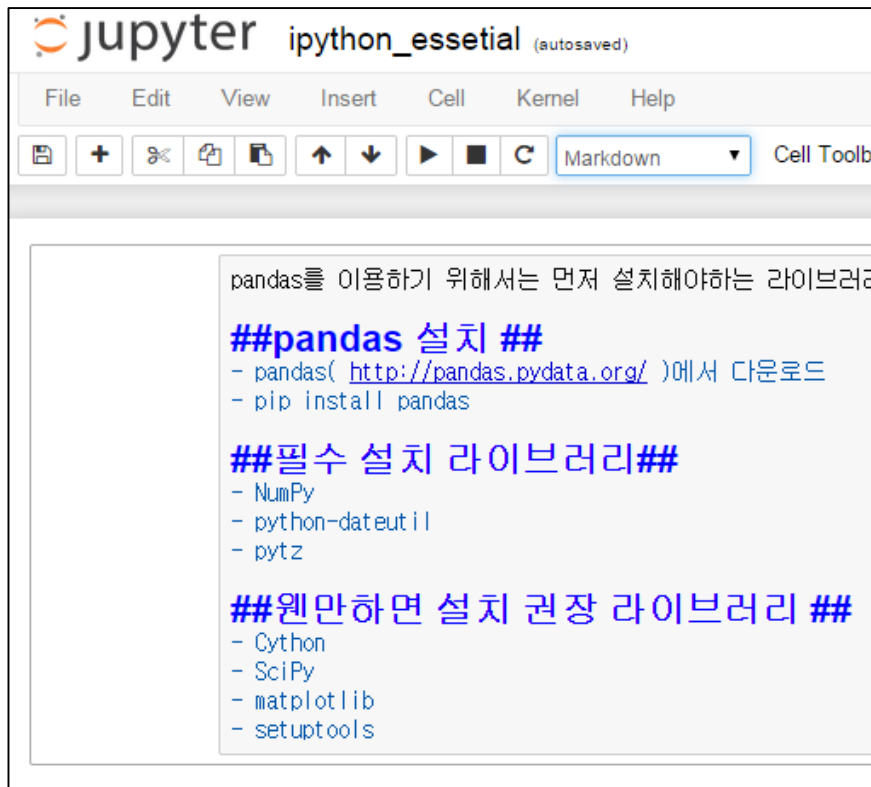 jupyter ipython_essetial (autosaved)
File Edit View Insert Cell Kernel Help
Markdown Cell Toolb
pandas를 이용하기 위해서는 먼저 설치해야하는 라이브러리
##pandas 설치 ##
- pandas( http://pandas.pydata.org/ )에서 다운로드
- pip install pandas
##필수 설치 라이브러리##
- NumPy
- python-dateutil
- pytz
##웬만하면 설치 권장 라이브러리 ##
- Cython
- SciPy
- matplotlib
- setuptools